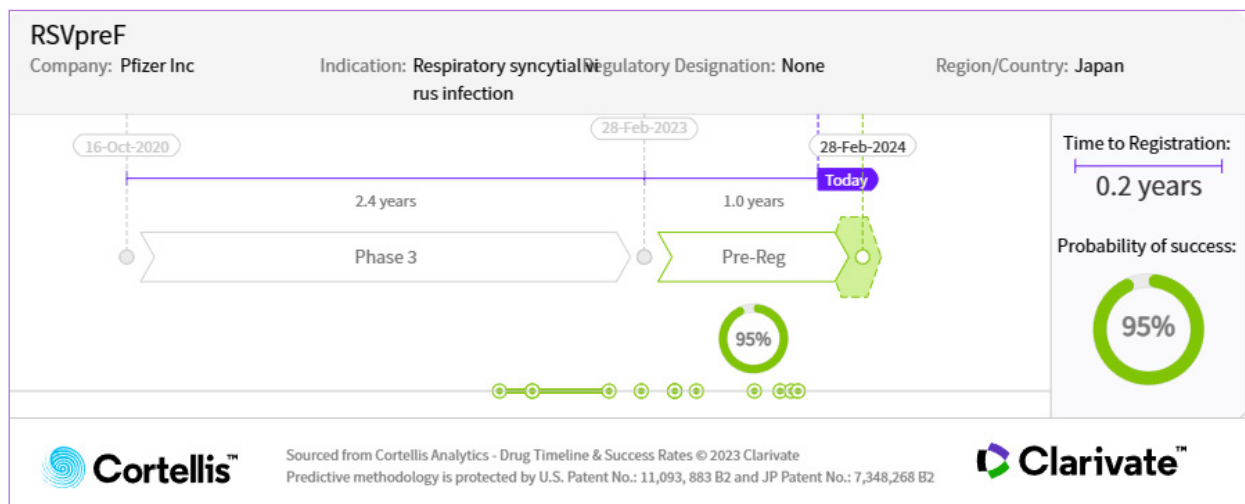 RSVpreF
Company: Pfizer Inc
Indication: Respiratory syncytial vi
rus infection
Regulatory Designation: None
Region/Country: Japan
16-Oct-2020
28-Feb-2023
28-Feb-2024
Today
2.4 years
1.0 years
Phase 3
Pre-Reg
95%
Time to Registration:
0.2 years
Probability of success:
95%
Cortellis™
Sourced from Cortellis Analytics - Drug Timeline & Success Rates © 2023 Clarivate
Predictive methodology is protected by U.S. Patent No.: 11,093, 883 B2 and JP Patent No.: 7,348,268 B2
Clarivate™